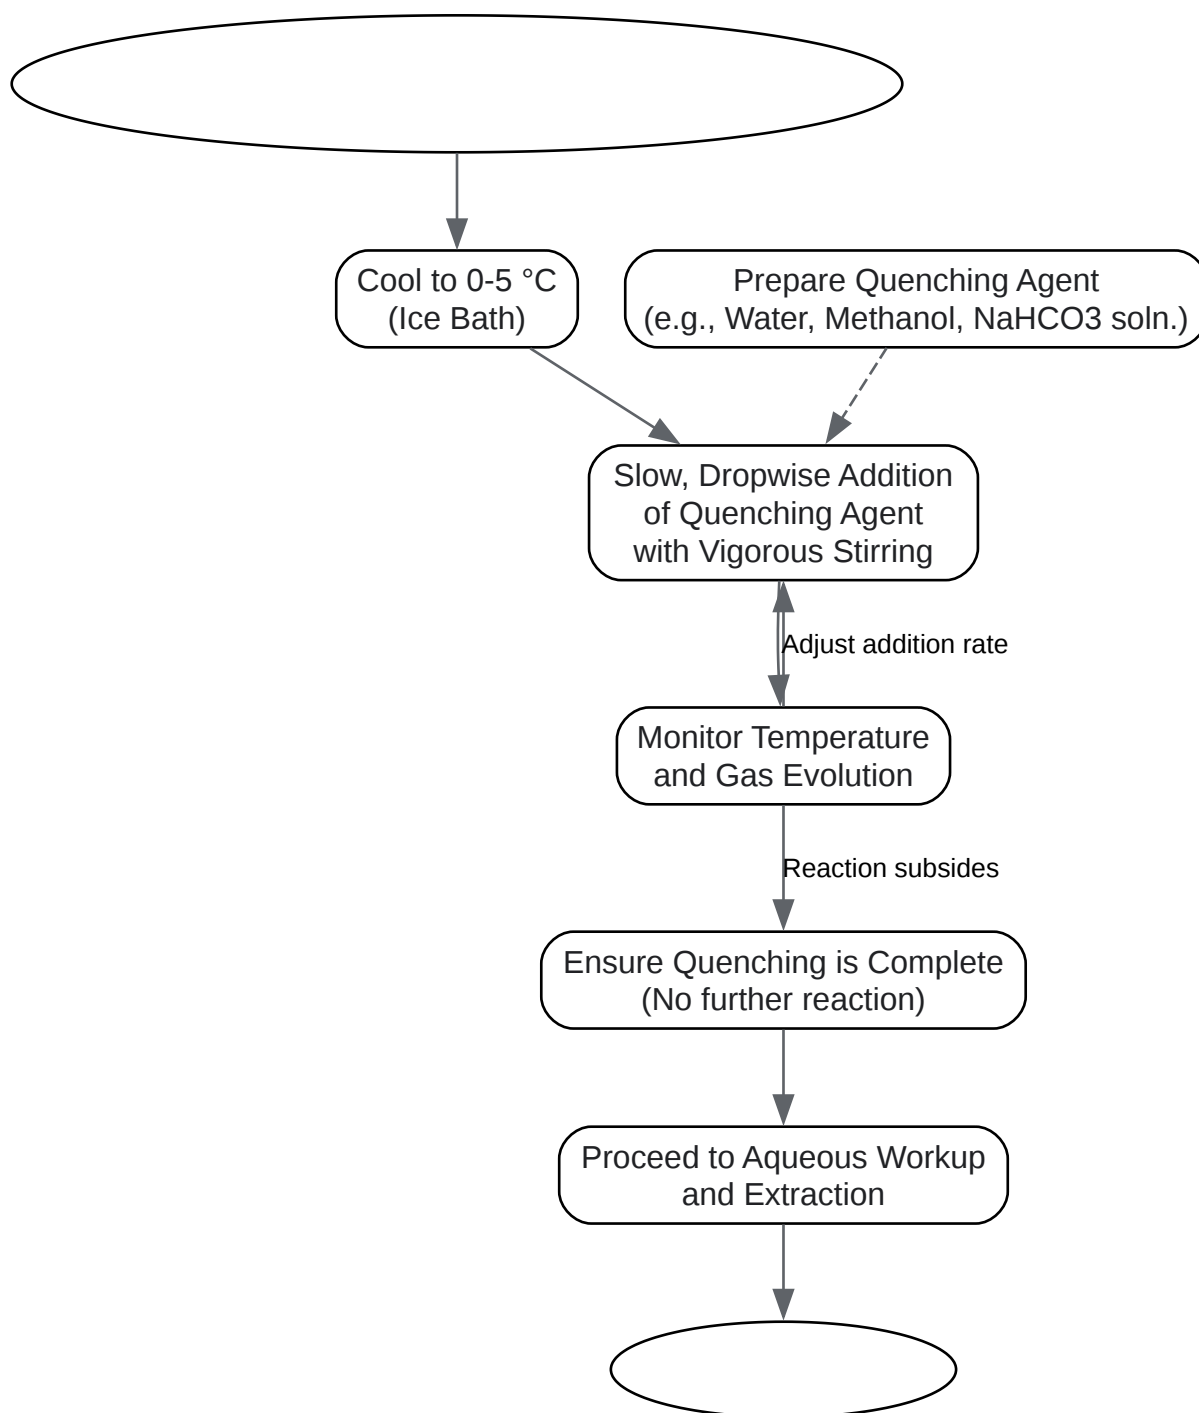 Cool to 0-5 °C
(Ice Bath)
Prepare Quenching Agent
(e.g., Water, Methanol, NaHCO3 soln.)
Slow, Dropwise Addition
of Quenching Agent
with Vigorous Stirring
Adjust addition rate
Monitor Temperature
and Gas Evolution
Reaction subsides
Ensure Quenching is Complete
(No further reaction)
Proceed to Aqueous Workup
and Extraction